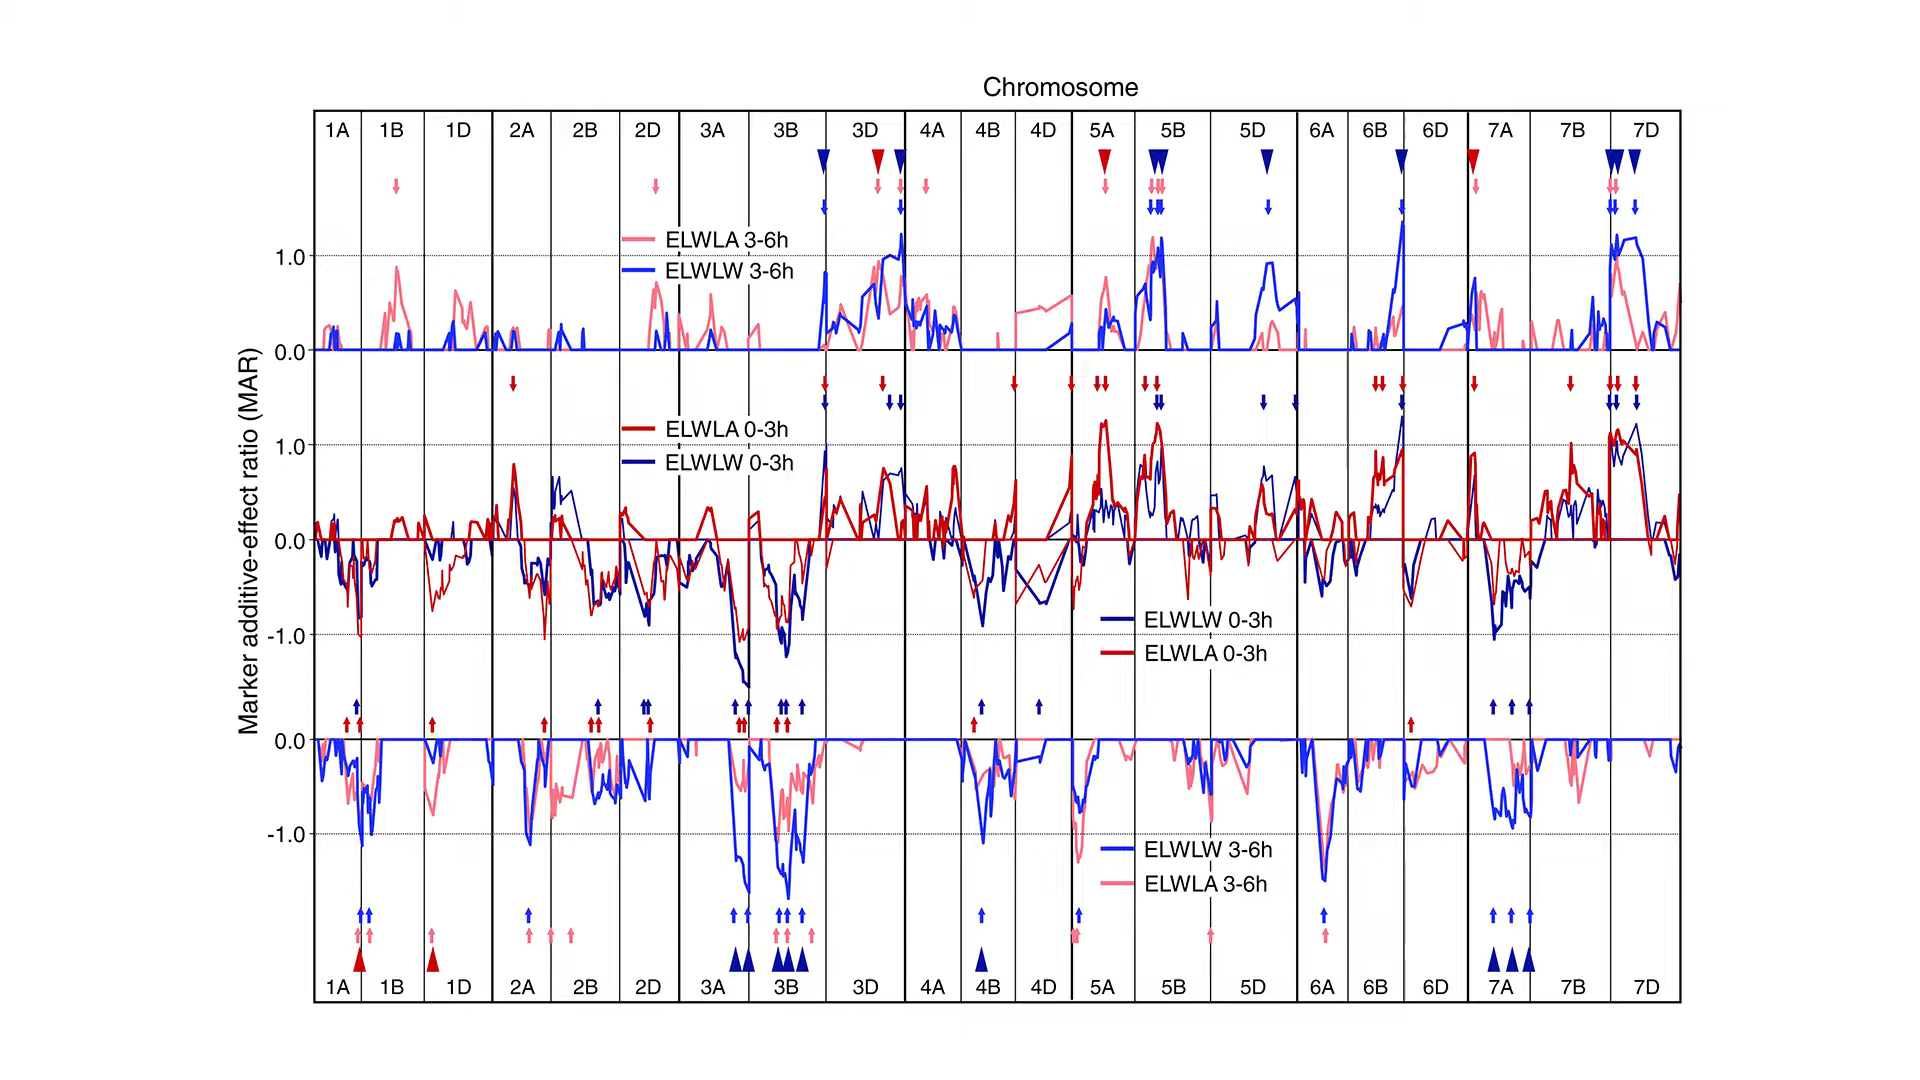 Chromosome
1A 1B 1D 2A 2B 2D 3A 3B 3D 4A 4B 4D 5A 5B 5D 6A 6B 6D 7A 7B 7D
Marker additive-effect ratio (MAR)
ELWLA 3-6h
1.0
ELWLW 3-6h
0.0
ELWLA 0-3h
1.0
ELWLW 0-3h
0.0
ELWLW 0-3h
-1.0
ELWLA 0-3h
0.0
-1.0
ELWLW 3-6h
ELWLA 3-6h
1A 1B 1D 2A 2B 2D 3A 3B 3D 4A 4B 4D 5A 5B 5D 6A 6B 6D 7A 7B 7D